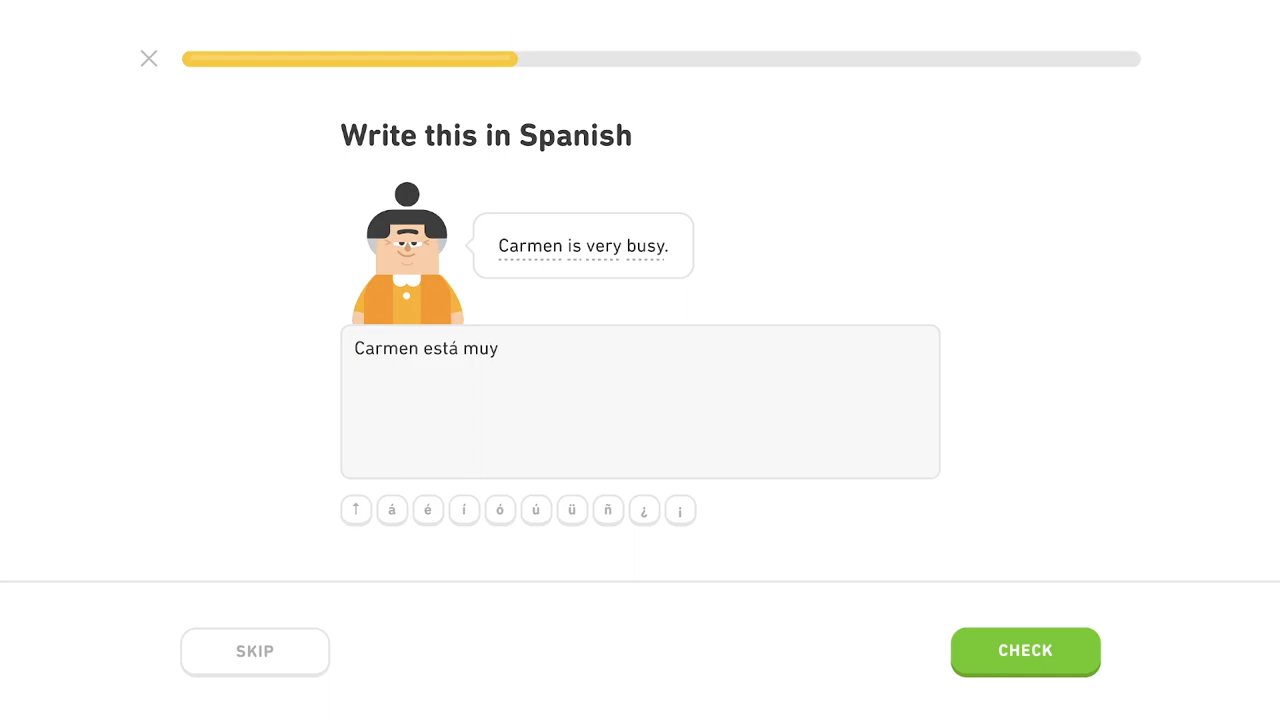 Write this in Spanish
Carmen is very busy.
Carmen está muy
↑ á é í ó ú ü ñ ¿ ¡
SKIP
CHECK